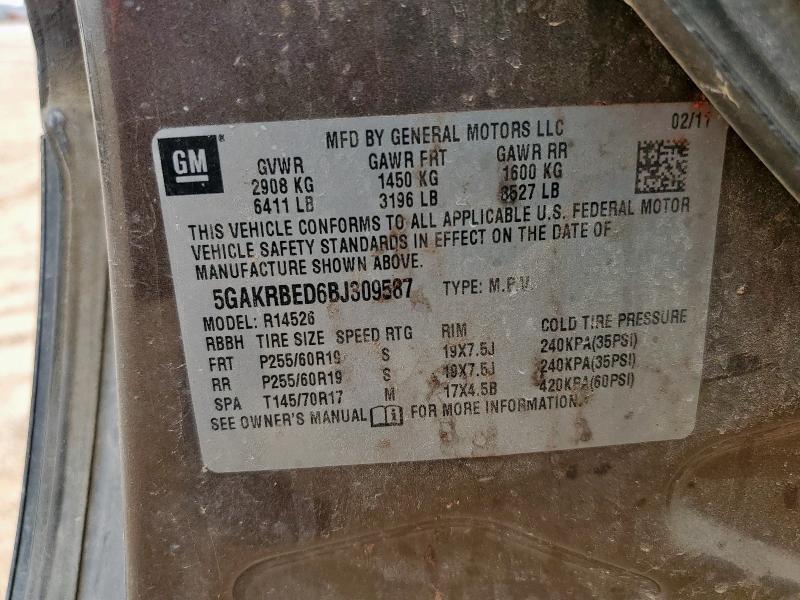 MFD BY GENERAL MOTORS LLC 02/11
GM
GVWR GAWR FRT GAWR RR
2908 KG 1450 KG 1600 KG
6411 LB 3196 LB 3527 LB
THIS VEHICLE CONFORMS TO ALL APPLICABLE U.S. FEDERAL MOTOR
VEHICLE SAFETY STANDARDS IN EFFECT ON THE DATE OF
MANUFACTURE SHOWN ABOVE.
5GAKRBED6BJ309587 TYPE: M.P.V.
MODEL: R14526
RBBH TIRE SIZE SPEED RTG RIM COLD TIRE PRESSURE
FRT P255/60R19 S 19X7.5J 240KPA(35PSI)
RR P255/60R19 S 19X7.5J 240KPA(35PSI)
SPA T145/70R17 M 17X4.5B 420KPA(60PSI)
SEE OWNER'S MANUAL FOR MORE INFORMATION.